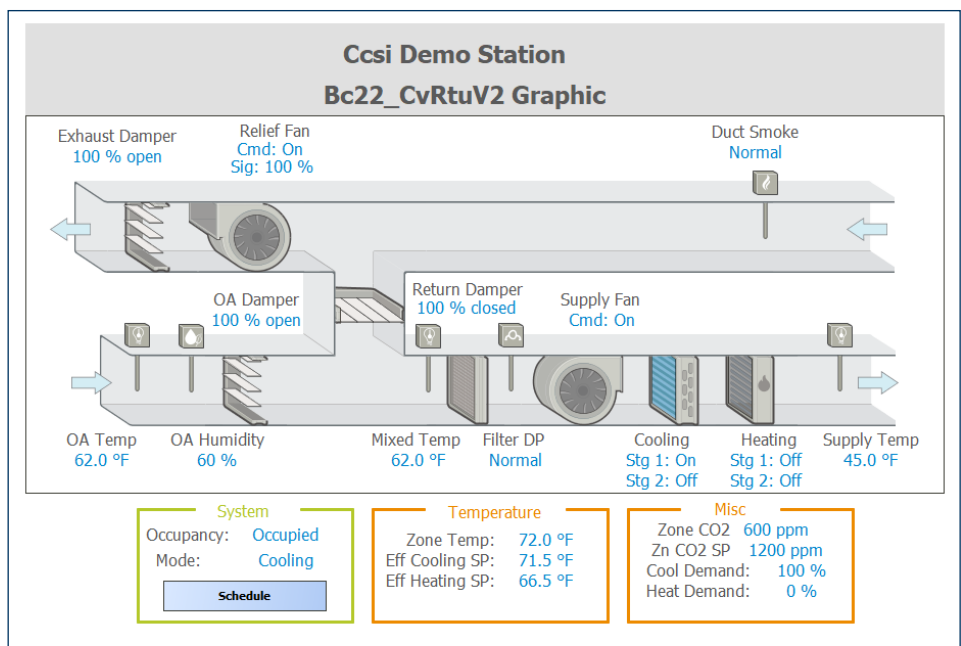 Ccsi Demo Station
Bc22_CvRtuV2 Graphic
Exhaust Damper
100 % open
Relief Fan
Cmd: On
Sig: 100 %
Duct Smoke
Normal
OA Damper
100 % open
Return Damper
100 % closed
Supply Fan
Cmd: On
OA Temp
62.0 °F
OA Humidity
60 %
Mixed Temp
62.0 °F
Filter DP
Normal
Cooling
Stg 1: On
Stg 2: Off
Heating
Stg 1: Off
Stg 2: Off
Supply Temp
45.0 °F
System
Occupancy: Occupied
Mode: Cooling
Schedule
Temperature
Zone Temp: 72.0 °F
Eff Cooling SP: 71.5 °F
Eff Heating SP: 66.5 °F
Misc
Zone CO2 600 ppm
Zn CO2 SP 1200 ppm
Cool Demand: 100 %
Heat Demand: 0 %